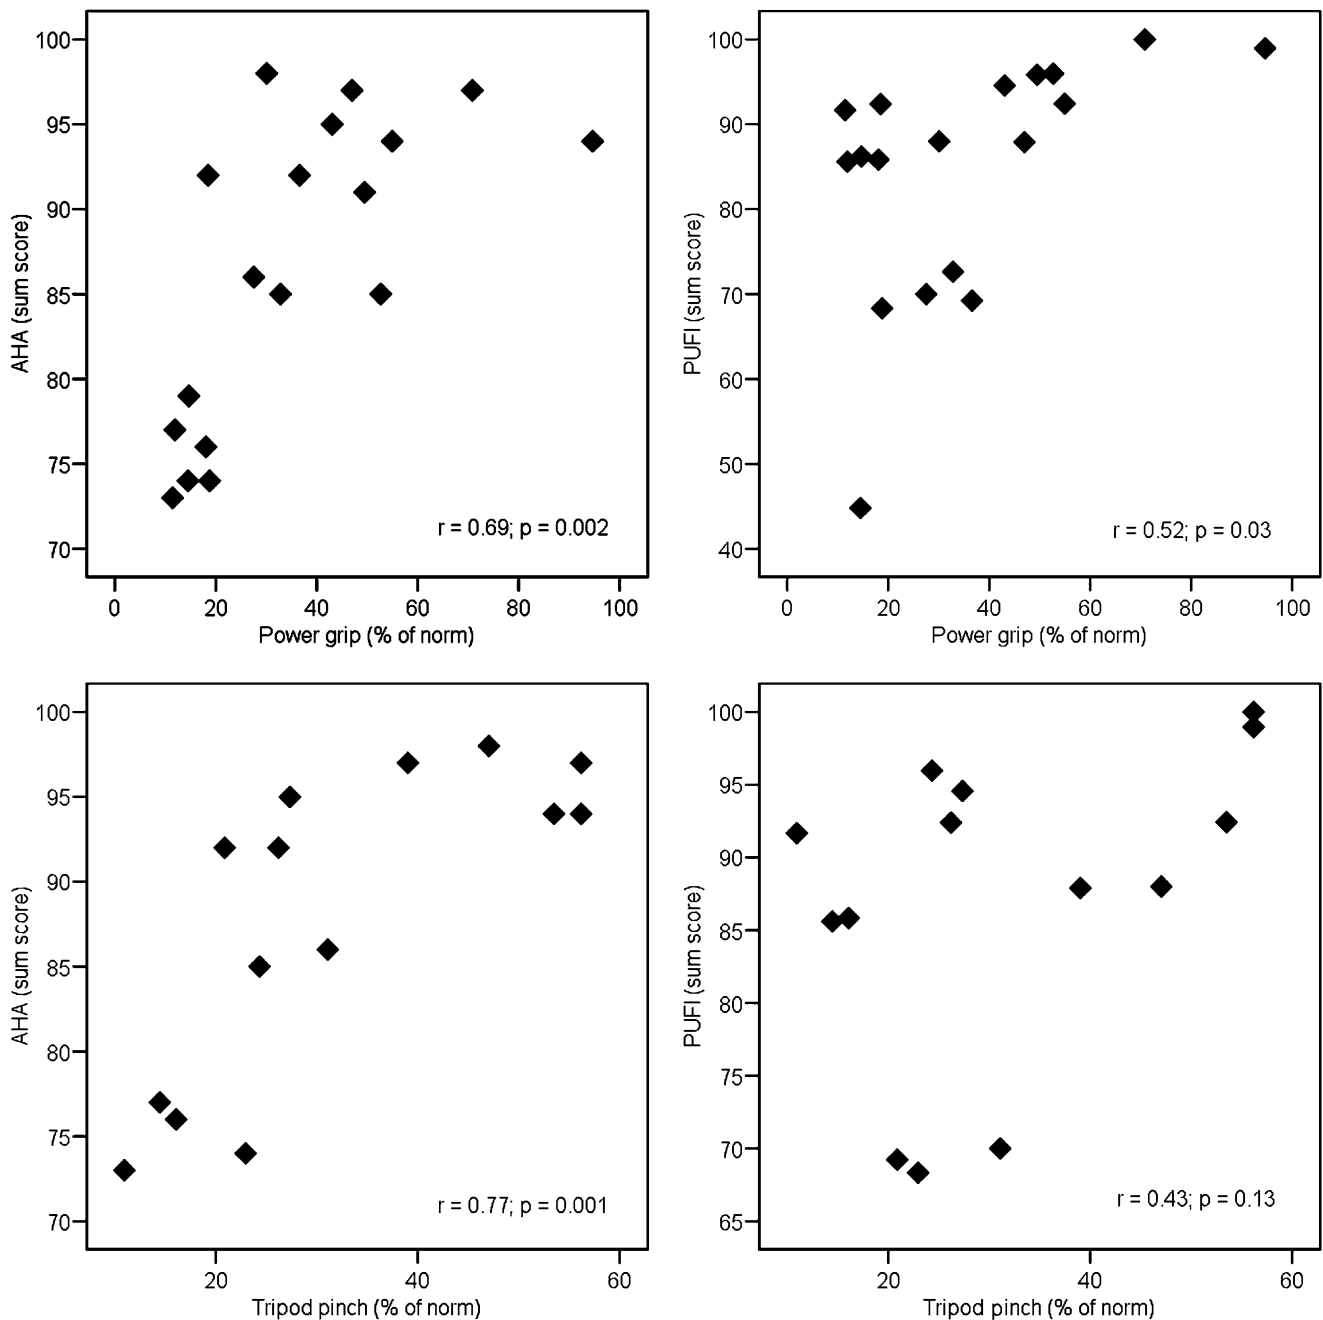 100
95
90
85
80
75
70
AHA (sum score)
r = 0.69; p = 0.002
0 20 40 60 80 100
Power grip (% of norm)
100
90
80
70
60
50
40
PUFI (sum score)
r = 0.52; p = 0.03
0 20 40 60 80 100
Power grip (% of norm)
100
95
90
85
80
75
70
AHA (sum score)
r = 0.77; p = 0.001
20 40 60
Tripod pinch (% of norm)
100
95
90
85
80
75
70
65
PUFI (sum score)
r = 0.43; p = 0.13
20 40 60
Tripod pinch (% of norm)